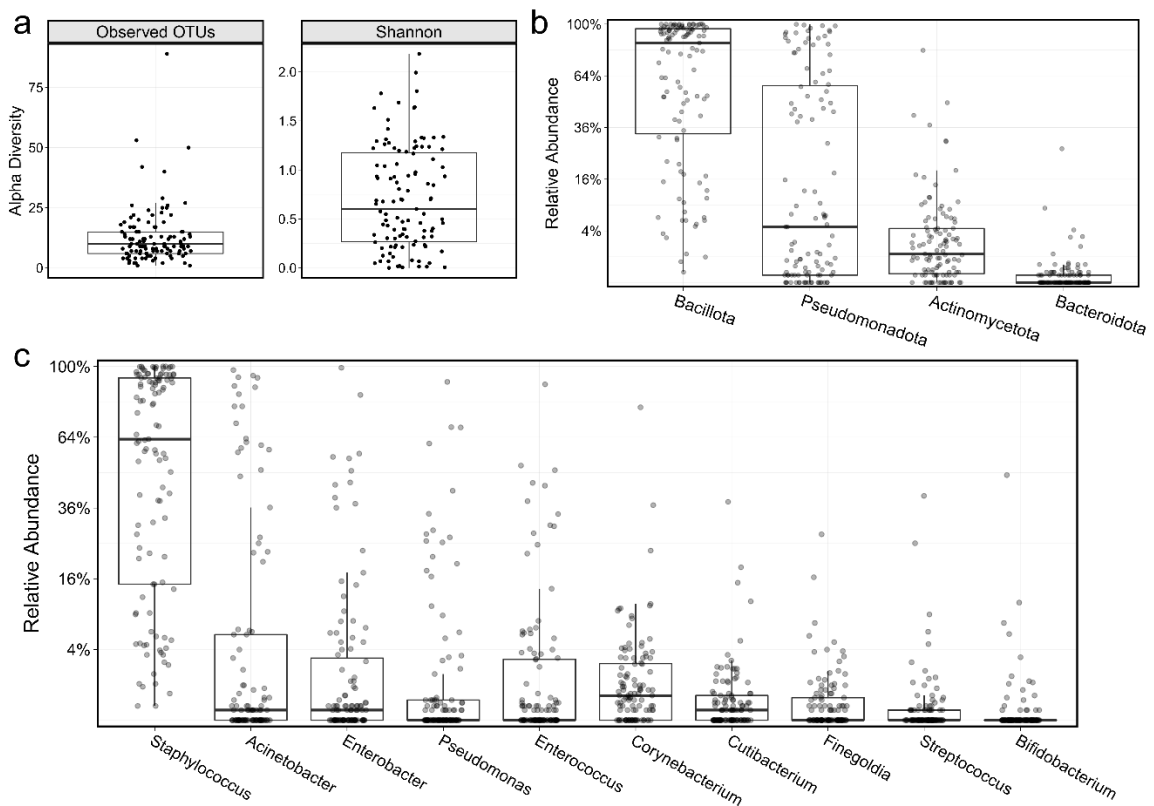 a
Observed OTUs
Shannon
Alpha Diversity
75
50
25
0
2.0
1.5
1.0
0.5
0.0
b
Relative Abundance
100%
64%
36%
16%
4%
Bacillota
Pseudomonadota
Actinomycetota
Bacteroidota
c
Relative Abundance
100%
64%
36%
16%
4%
Staphylococcus
Acinetobacter
Enterobacter
Pseudomonas
Enterococcus
Corynebacterium
Cutibacterium
Finegoldia
Streptococcus
Bifidobacterium